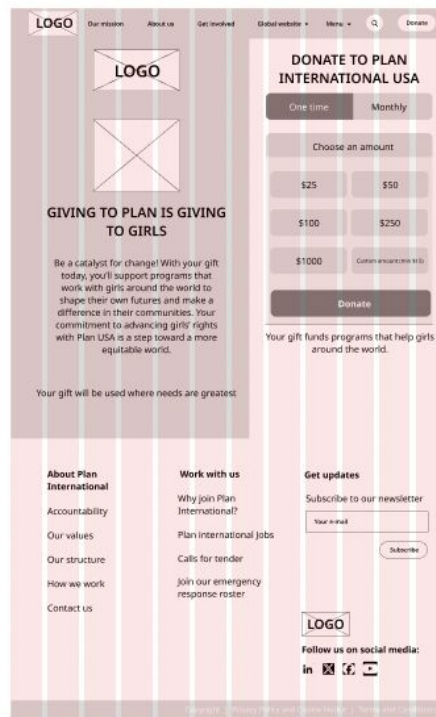 LOGO Our mission About us Get involved Global website Menu Donate
LOGO
GIVING TO PLAN IS GIVING
TO GIRLS
Be a catalyst for change! With your gift
today, you'll support programs that
work with girls around the world to
shape their own futures and make a
difference in their communities. Your
commitment to advancing girls' rights
with Plan USA is a step toward a more
equitable world.
Your gift will be used where needs are greatest
DONATE TO PLAN
INTERNATIONAL USA
One time Monthly
Choose an amount
$25 $50
$100 $250
$1000 Custom amount (min $15)
Donate
Your gift funds programs that help girls
around the world.
About Plan
International
Accountability
Our values
Our structure
How we work
Contact us
Work with us
Why join Plan
International?
Plan international Jobs
Calls for tender
Join our emergency
response roster
Get updates
Subscribe to our newsletter
Your e-mail
Subscribe
LOGO
Follow us on social media:
Copyright | Privacy Policy and Cookie Notice | Terms and Conditions